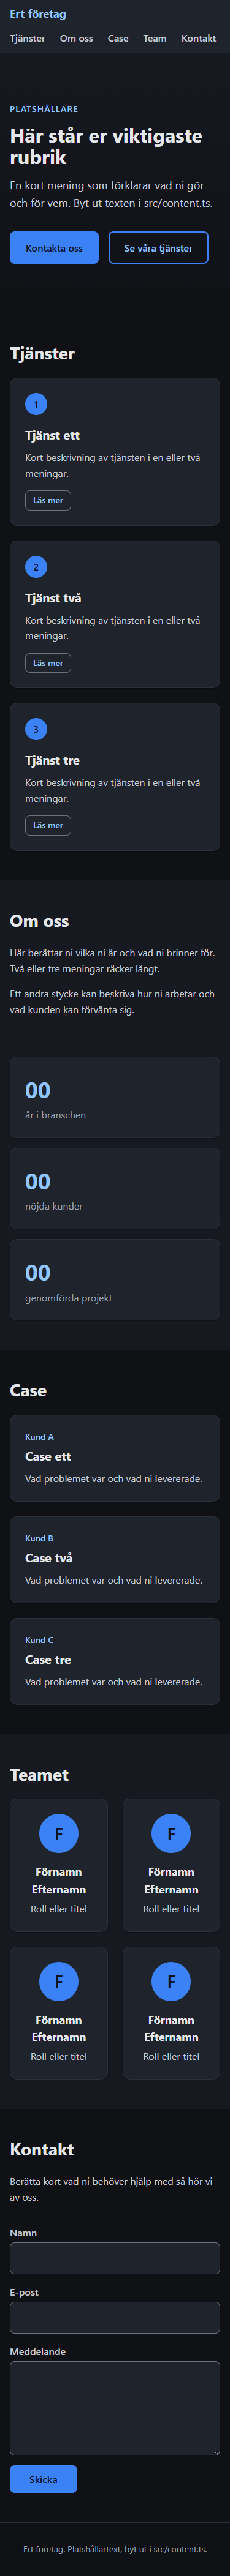 Ert företag
Tjänster Om oss Case Team Kontakt
PLATSHÅLLARE
Här står er viktigaste
rubrik
En kort mening som förklarar vad ni gör
och för vem. Byt ut texten i src/content.ts.
Kontakta oss Se våra tjänster
Tjänster
1
Tjänst ett
Kort beskrivning av tjänsten i en eller två
meningar.
Läs mer
2
Tjänst två
Kort beskrivning av tjänsten i en eller två
meningar.
Läs mer
3
Tjänst tre
Kort beskrivning av tjänsten i en eller två
meningar.
Läs mer
Om oss
Här berättar ni vilka ni är och vad ni brinner för.
Två eller tre meningar räcker långt.
Ett andra stycke kan beskriva hur ni arbetar och
vad kunden kan förvänta sig.
00
år i branschen
00
nöjda kunder
00
genomförda projekt
Case
Kund A
Case ett
Vad problemet var och vad ni levererade.
Kund B
Case två
Vad problemet var och vad ni levererade.
Kund C
Case tre
Vad problemet var och vad ni levererade.
Teamet
F
Förnamn
Efternamn
Roll eller titel
F
Förnamn
Efternamn
Roll eller titel
F
Förnamn
Efternamn
Roll eller titel
F
Förnamn
Efternamn
Roll eller titel
Kontakt
Berätta kort vad ni behöver hjälp med så hör vi
av oss.
Namn
E-post
Meddelande
Skicka
Ert företag. Platshållartext, byt ut i src/content.ts.